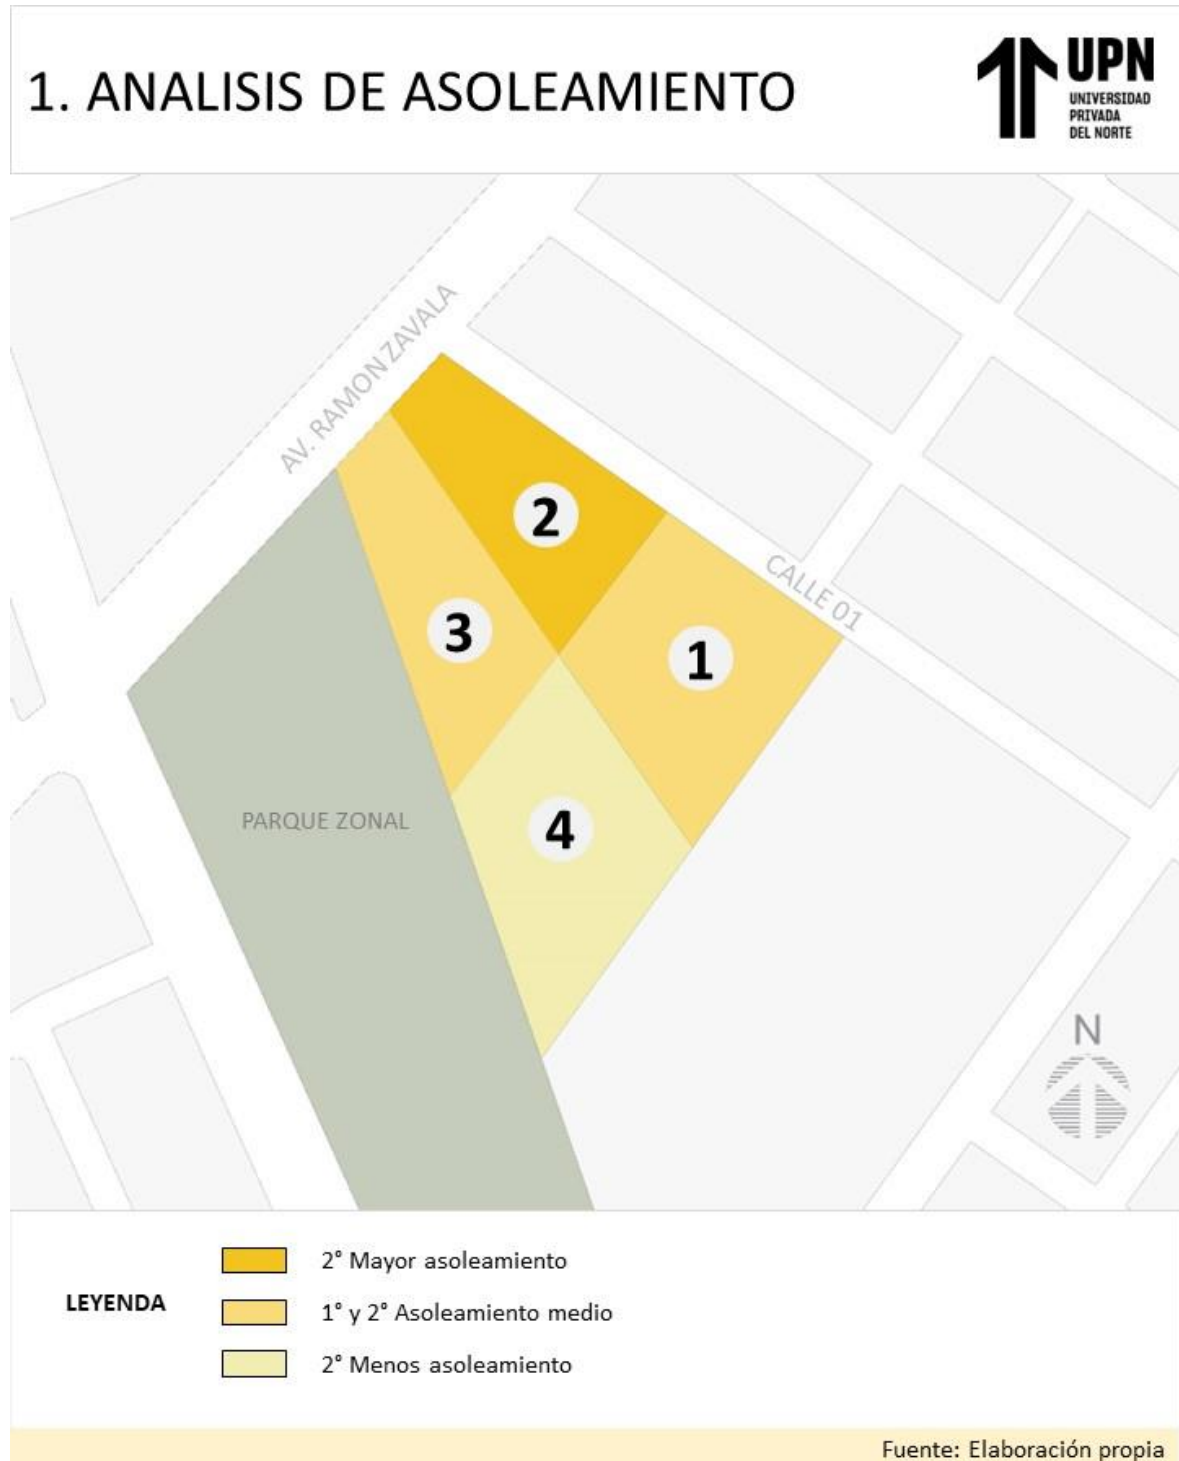 1. ANALISIS DE ASOLEAMIENTO
UPN
UNIVERSIDAD
PRIVADA
DEL NORTE
AV. RAMON ZAVALA
2
CALLE 01
3
1
PARQUE ZONAL
4
N
LEYENDA
2° Mayor asoleamiento
1° y 2° Asoleamiento medio
2° Menos asoleamiento
Fuente: Elaboración propia